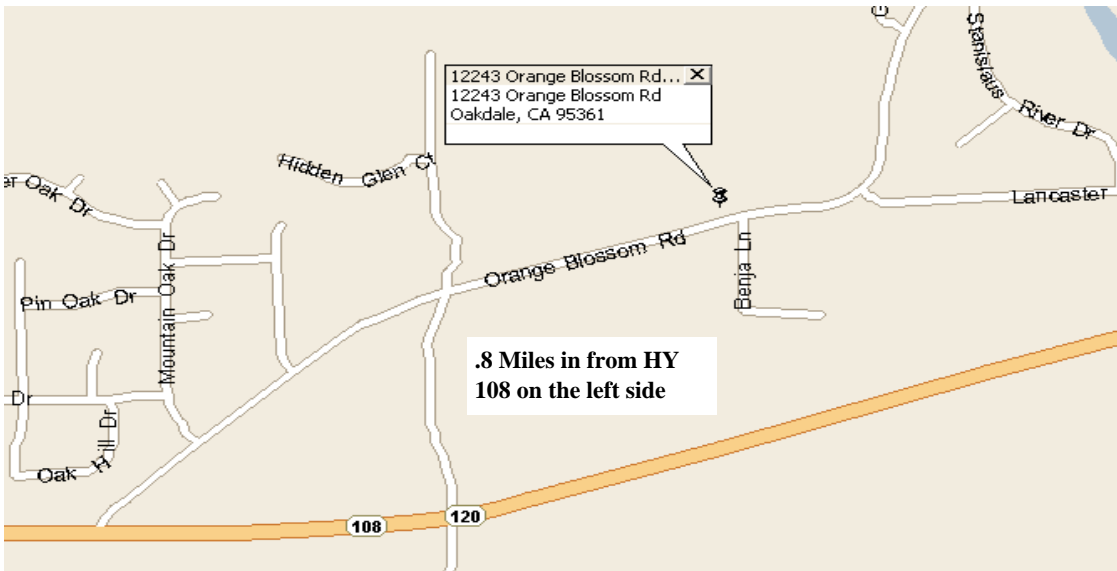 Stanislaus
River Dr
12243 Orange Blossom Rd...
12243 Orange Blossom Rd
Oakdale, CA 95361
Hidden Glen Ct
er Oak Dr
Lancaster
Orange Blossom Rd
Benja Ln
Pin Oak Dr
Mountain Oak Dr
.8 Miles in from HY
108 on the left side
Dr
Oak Hill Dr
108
120